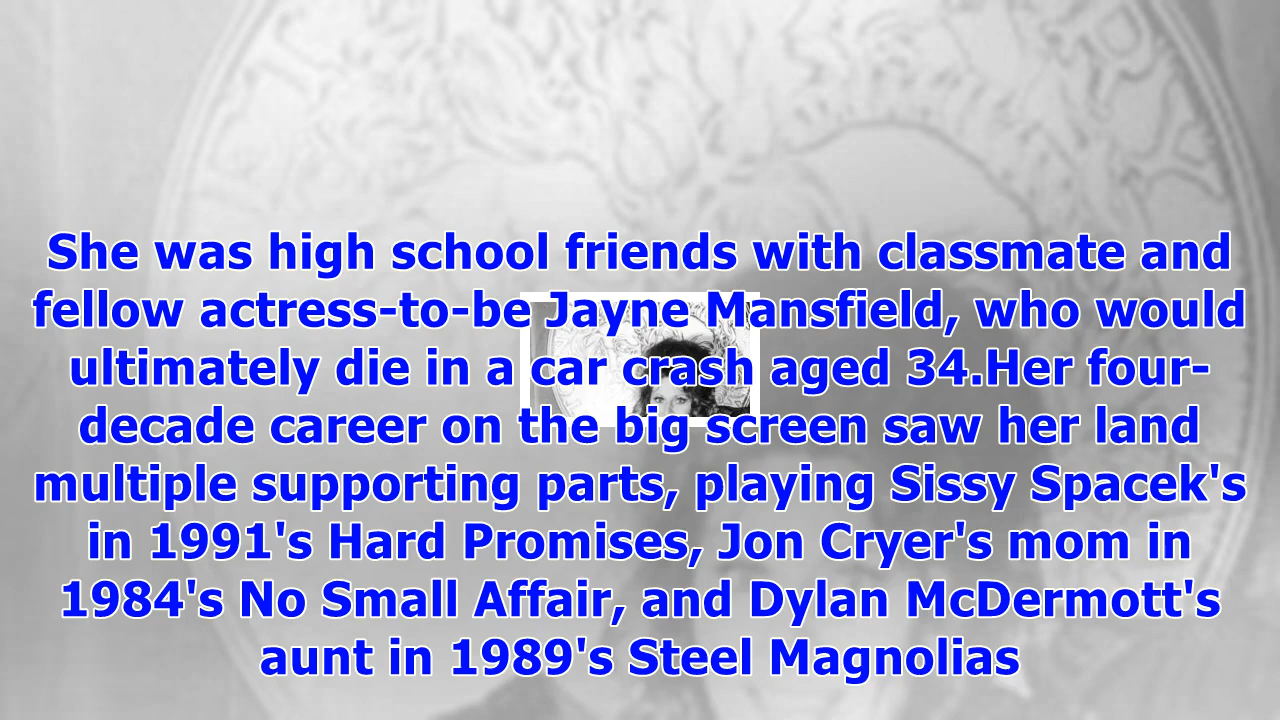 She was high school friends with classmate and
fellow actress-to-be Jayne Mansfield, who would
ultimately die in a car crash aged 34.Her four-
decade career on the big screen saw her land
multiple supporting parts, playing Sissy Spacek's
in 1991's Hard Promises, Jon Cryer's mom in
1984's No Small Affair, and Dylan McDermott's
aunt in 1989's Steel Magnolias